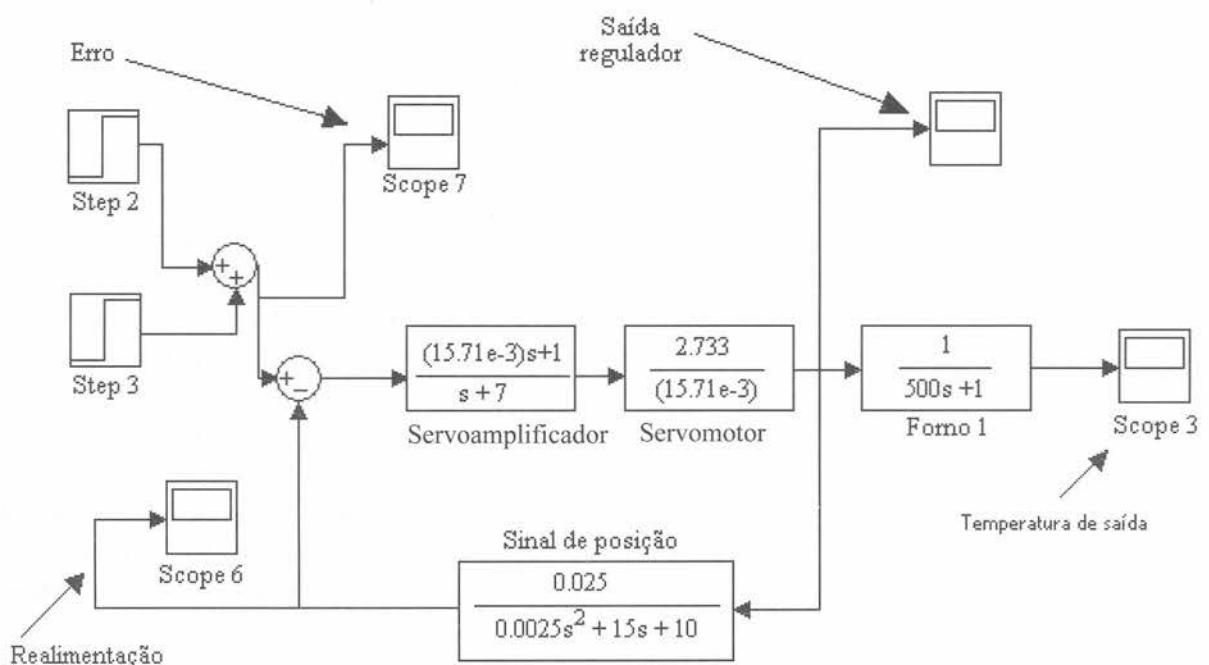 Saída
regulador
Erro
Step 2
Scope 7
+
+
Step 3
+
−
(15.71e-3)s+1
s + 7
Servoamplificador
2.733
(15.71e-3)
Servomotor
1
500s +1
Forno 1
Scope 3
Temperatura de saída
Scope 6
Sinal de posição
0.025
0.0025s² + 15s + 10
Realimentação